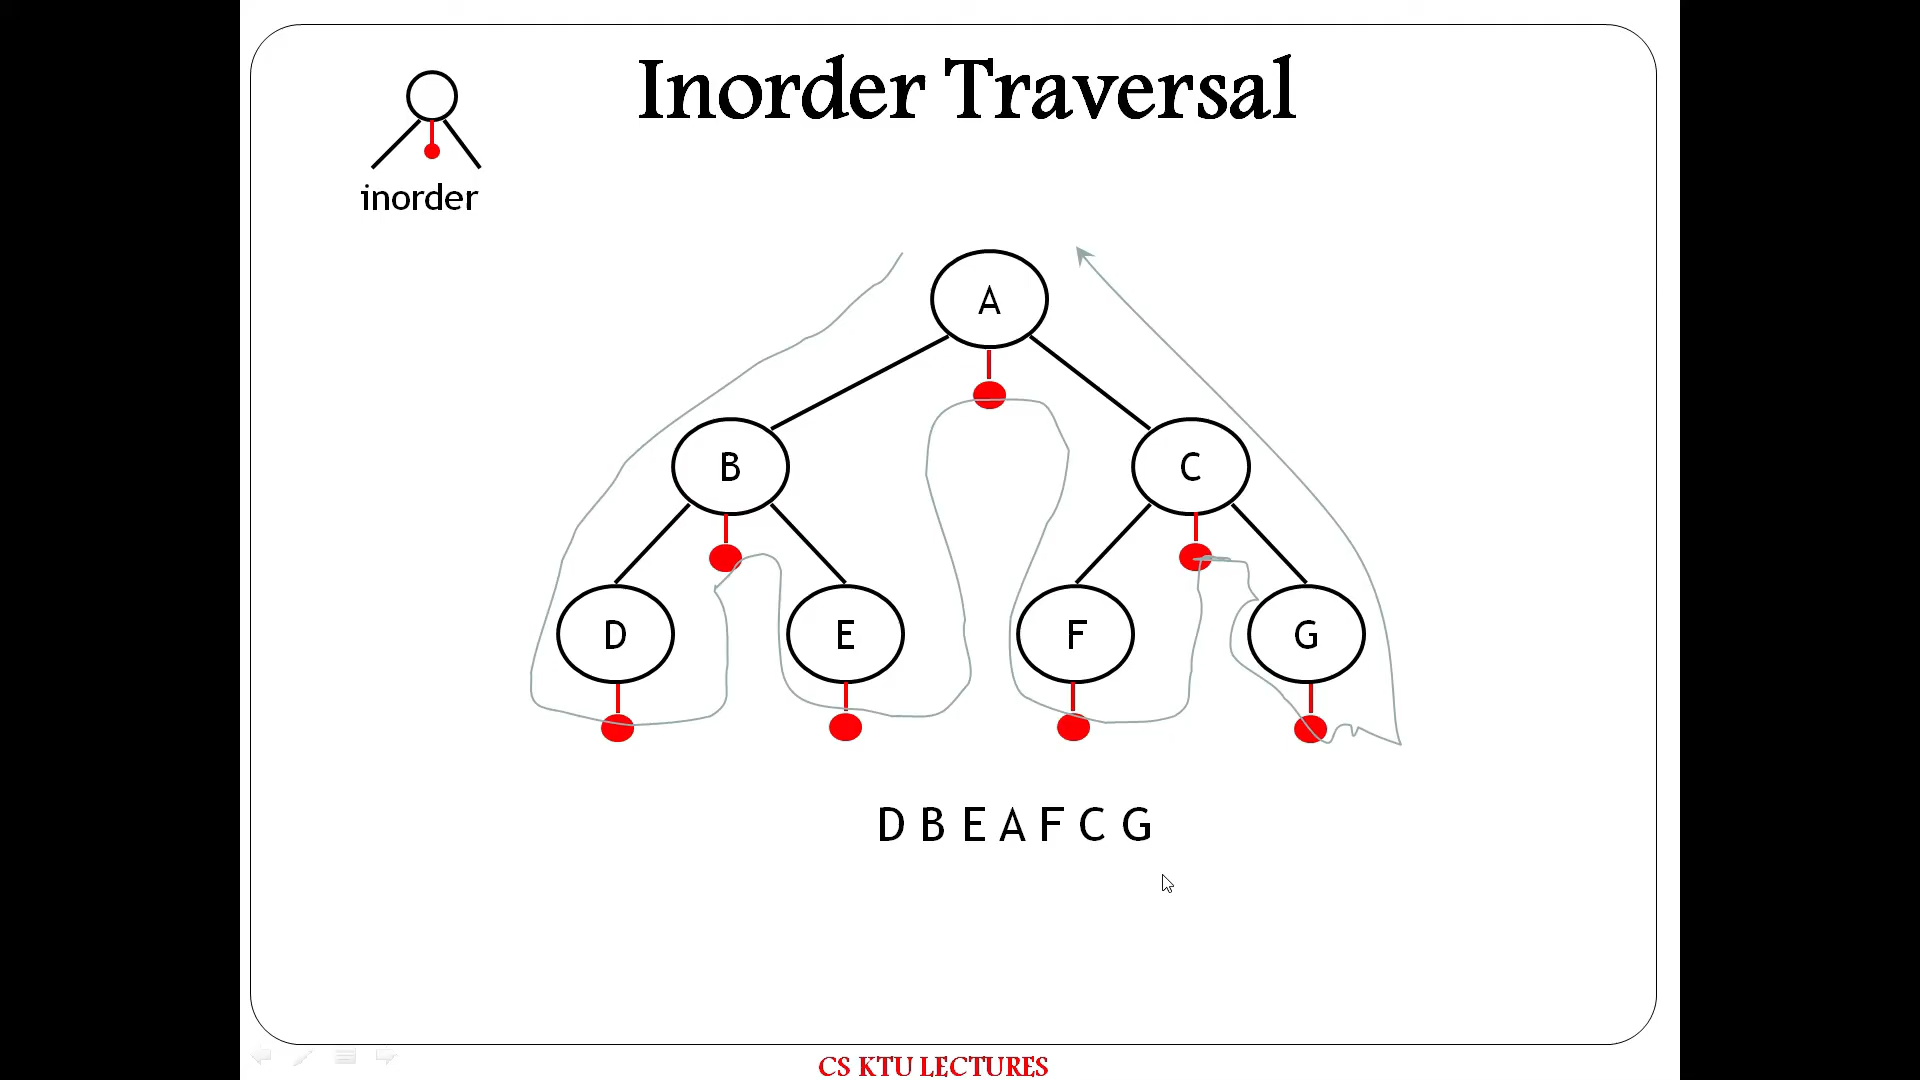 Inorder Traversal
inorder
A
B
C
D
E
F
G
D B E A F C G
CS KTU LECTURES